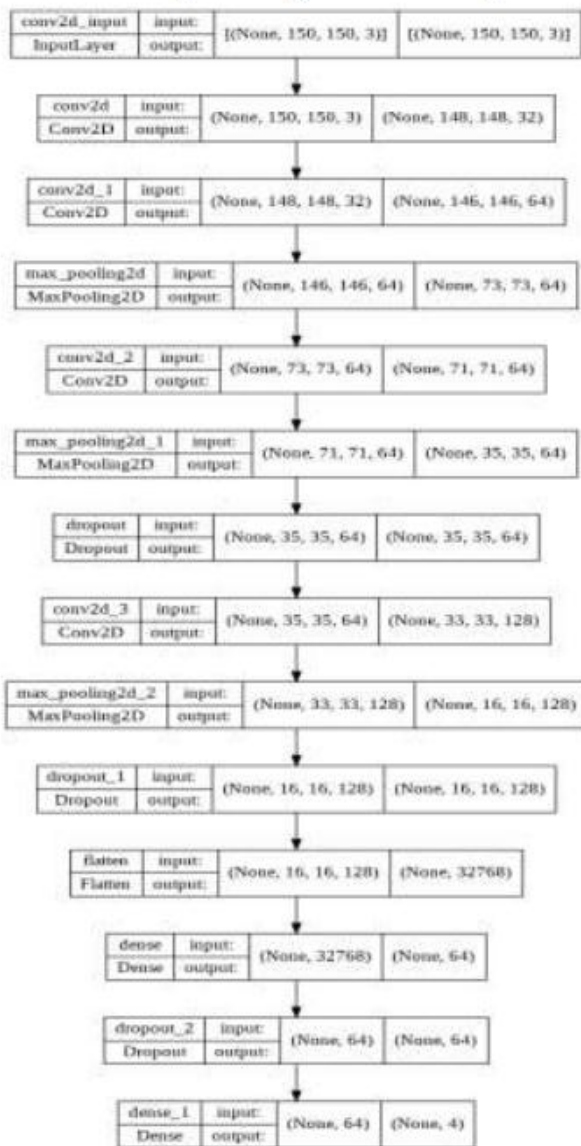 conv2d_input input: [(None, 150, 150, 3)] [(None, 150, 150, 3)]
InputLayer output:
conv2d input: (None, 150, 150, 3) (None, 148, 148, 32)
Conv2D output:
conv2d_1 input: (None, 148, 148, 32) (None, 146, 146, 64)
Conv2D output:
max_pooling2d input: (None, 146, 146, 64) (None, 73, 73, 64)
MaxPooling2D output:
conv2d_2 input: (None, 73, 73, 64) (None, 71, 71, 64)
Conv2D output:
max_pooling2d_1 input: (None, 71, 71, 64) (None, 35, 35, 64)
MaxPooling2D output:
dropout input: (None, 35, 35, 64) (None, 35, 35, 64)
Dropout output:
conv2d_3 input: (None, 35, 35, 64) (None, 33, 33, 128)
Conv2D output:
max_pooling2d_2 input: (None, 33, 33, 128) (None, 16, 16, 128)
MaxPooling2D output:
dropout_1 input: (None, 16, 16, 128) (None, 16, 16, 128)
Dropout output:
flatten input: (None, 16, 16, 128) (None, 32768)
Flatten output:
dense input: (None, 32768) (None, 64)
Dense output:
dropout_2 input: (None, 64) (None, 64)
Dropout output:
dense_1 input: (None, 64) (None, 4)
Dense output: